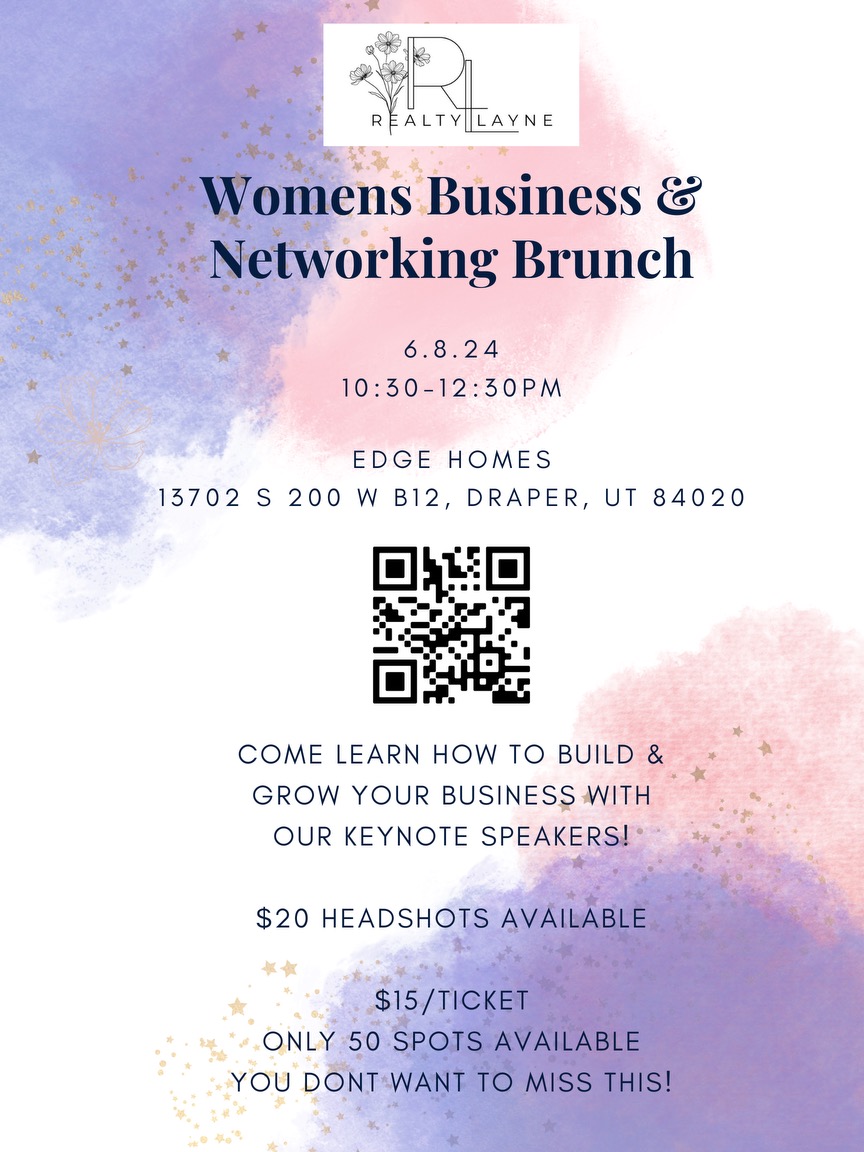 RL
REALTY LAYNE
Womens Business &
Networking Brunch
6.8.24
10:30-12:30PM
EDGE HOMES
13702 S 200 W B12, DRAPER, UT 84020
COME LEARN HOW TO BUILD &
GROW YOUR BUSINESS WITH
OUR KEYNOTE SPEAKERS!
$20 HEADSHOTS AVAILABLE
$15/TICKET
ONLY 50 SPOTS AVAILABLE
YOU DONT WANT TO MISS THIS!